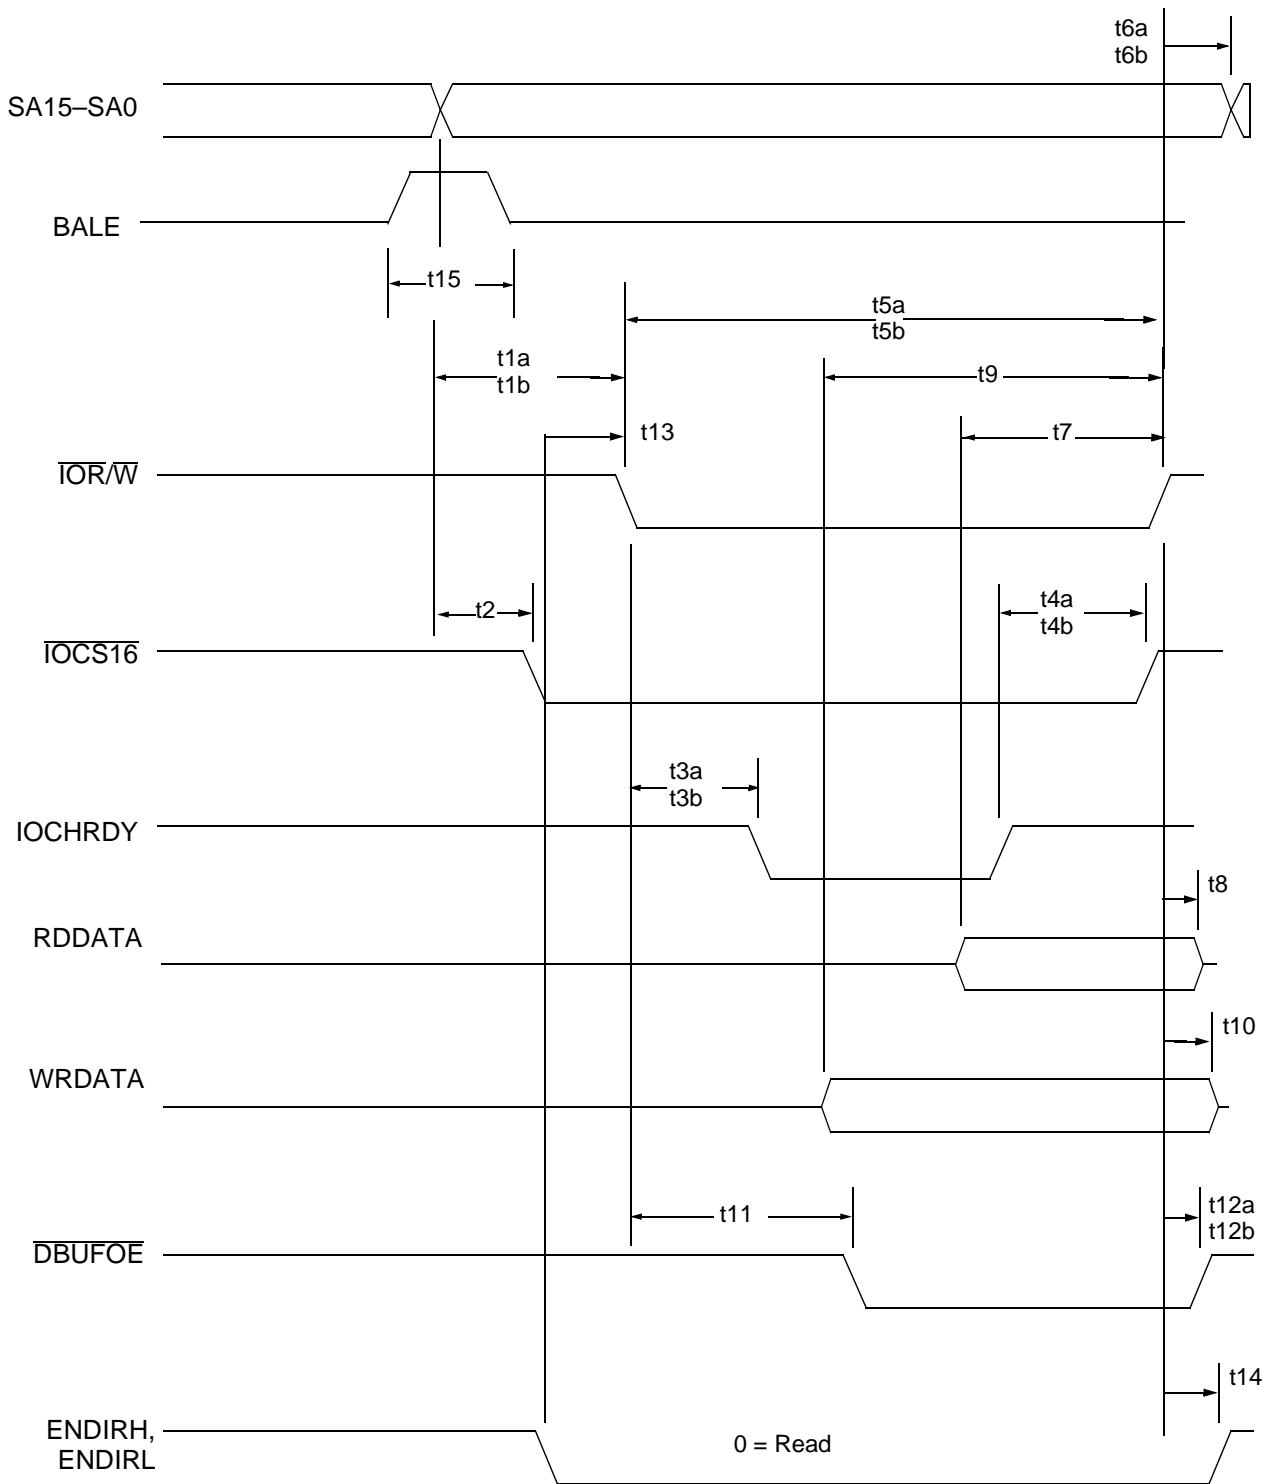 t6a
t6b
SA15–SA0
BALE
t15
t5a
t5b
t1a
t1b
t9
t13
t7
IOR/W
t2
t4a
t4b
IOCS16
t3a
t3b
IOCHRDY
t8
RDDATA
t10
WRDATA
t11
t12a
t12b
DBUFOE
t14
ENDIRH,
ENDIRL
0 = Read